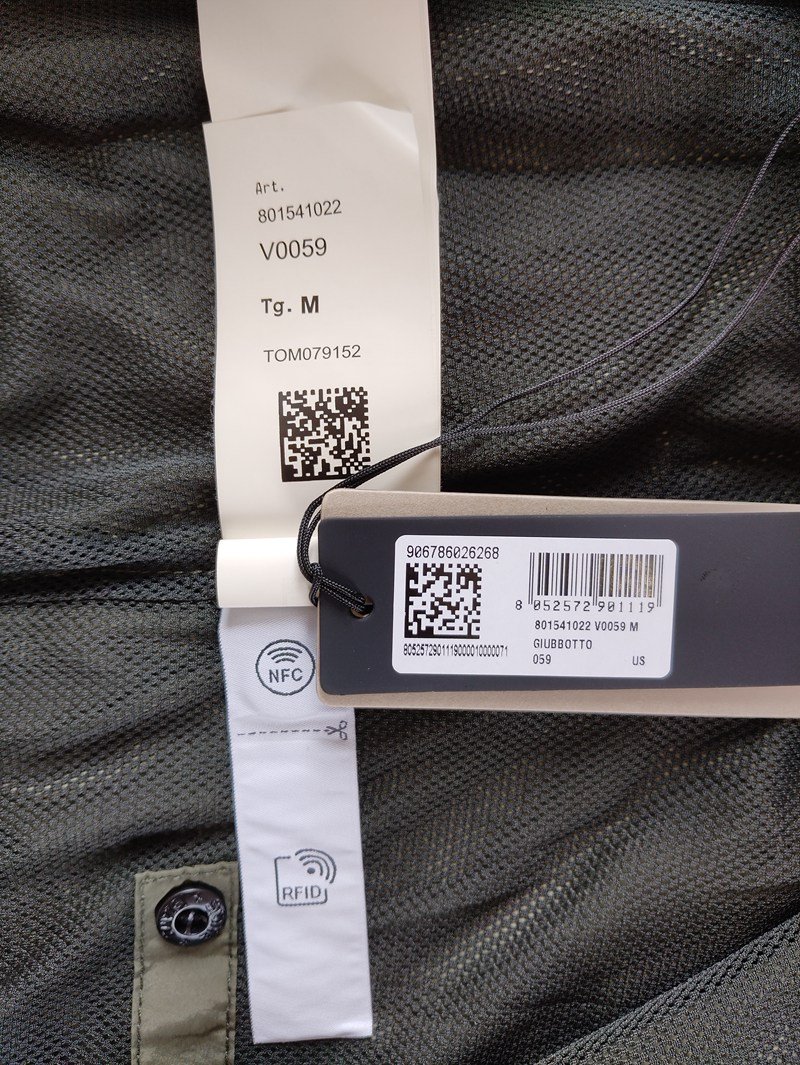 Art.
801541022
V0059
Tg. M
TOM079152
906786026268
8 052572 901119
8052572901119000010000071
801541022 V0059 M
GIUBBOTTO
059 US
NFC
RFID